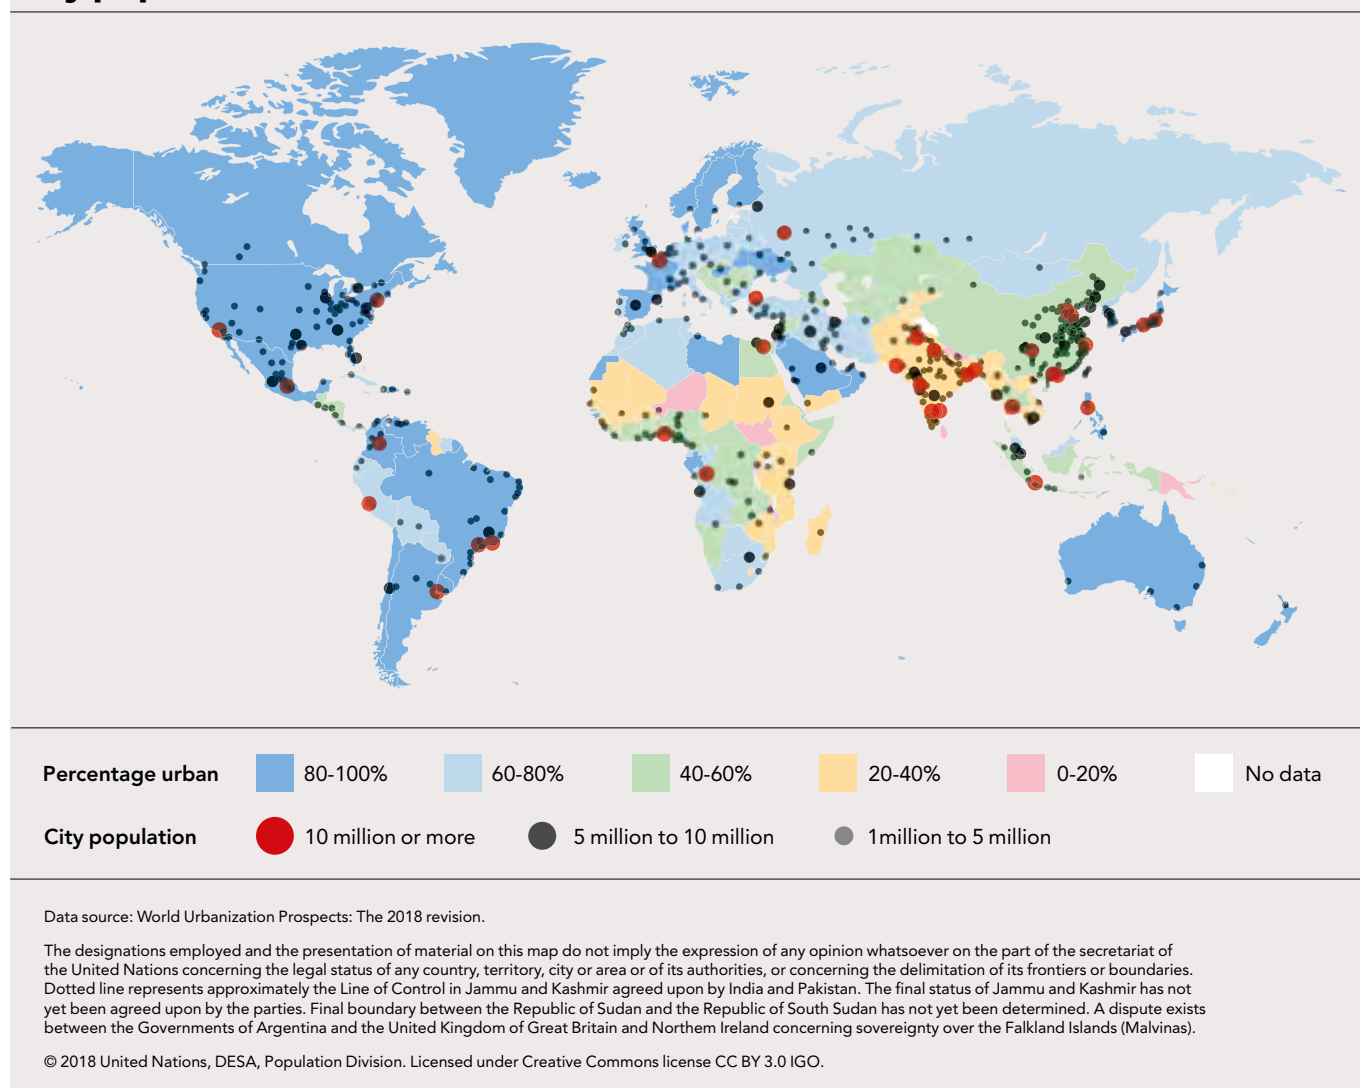 Percentage urban 80-100% 60-80% 40-60% 20-40% 0-20% No data
City population 10 million or more 5 million to 10 million 1million to 5 million
Data source: World Urbanization Prospects: The 2018 revision.
The designations employed and the presentation of material on this map do not imply the expression of any opinion whatsoever on the part of the secretariat of
the United Nations concerning the legal status of any country, territory, city or area or of its authorities, or concerning the delimitation of its frontiers or boundaries.
Dotted line represents approximately the Line of Control in Jammu and Kashmir agreed upon by India and Pakistan. The final status of Jammu and Kashmir has not
yet been agreed upon by the parties. Final boundary between the Republic of Sudan and the Republic of South Sudan has not yet been determined. A dispute exists
between the Governments of Argentina and the United Kingdom of Great Britain and Northern Ireland concerning sovereignty over the Falkland Islands (Malvinas).
© 2018 United Nations, DESA, Population Division. Licensed under Creative Commons license CC BY 3.0 IGO.